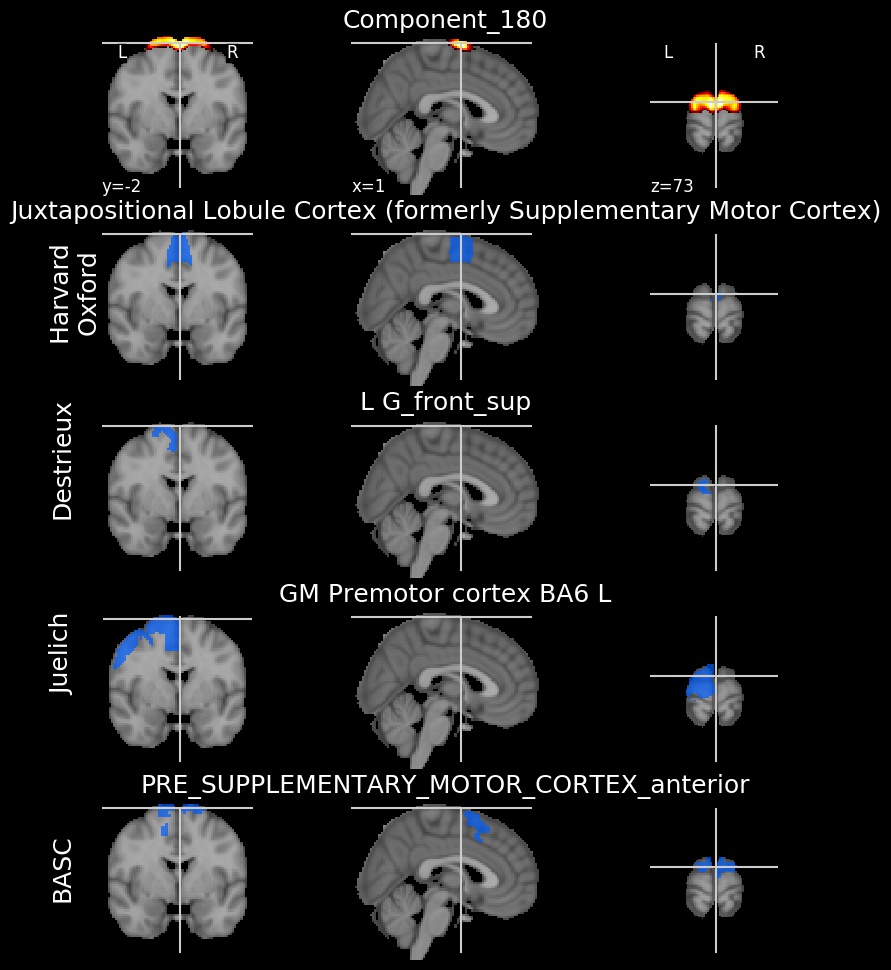 Component_180
L R
L R
y=-2 x=1 z=73
Juxtapositional Lobule Cortex (formerly Supplementary Motor Cortex)
Harvard
Oxford
L G_front_sup
Destrieux
GM Premotor cortex BA6 L
Juelich
PRE_SUPPLEMENTARY_MOTOR_CORTEX_anterior
BASC